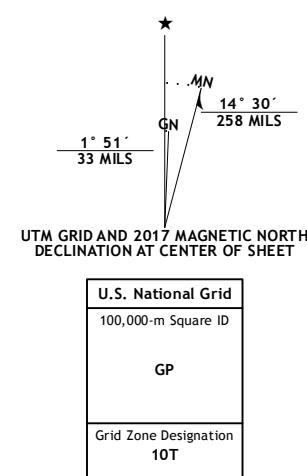 ★
MN
GN
14° 30´
258 MILS
1° 51´
33 MILS
UTM GRID AND 2017 MAGNETIC NORTH
DECLINATION AT CENTER OF SHEET
U.S. National Grid
100,000-m Square ID
GP
Grid Zone Designation
10T